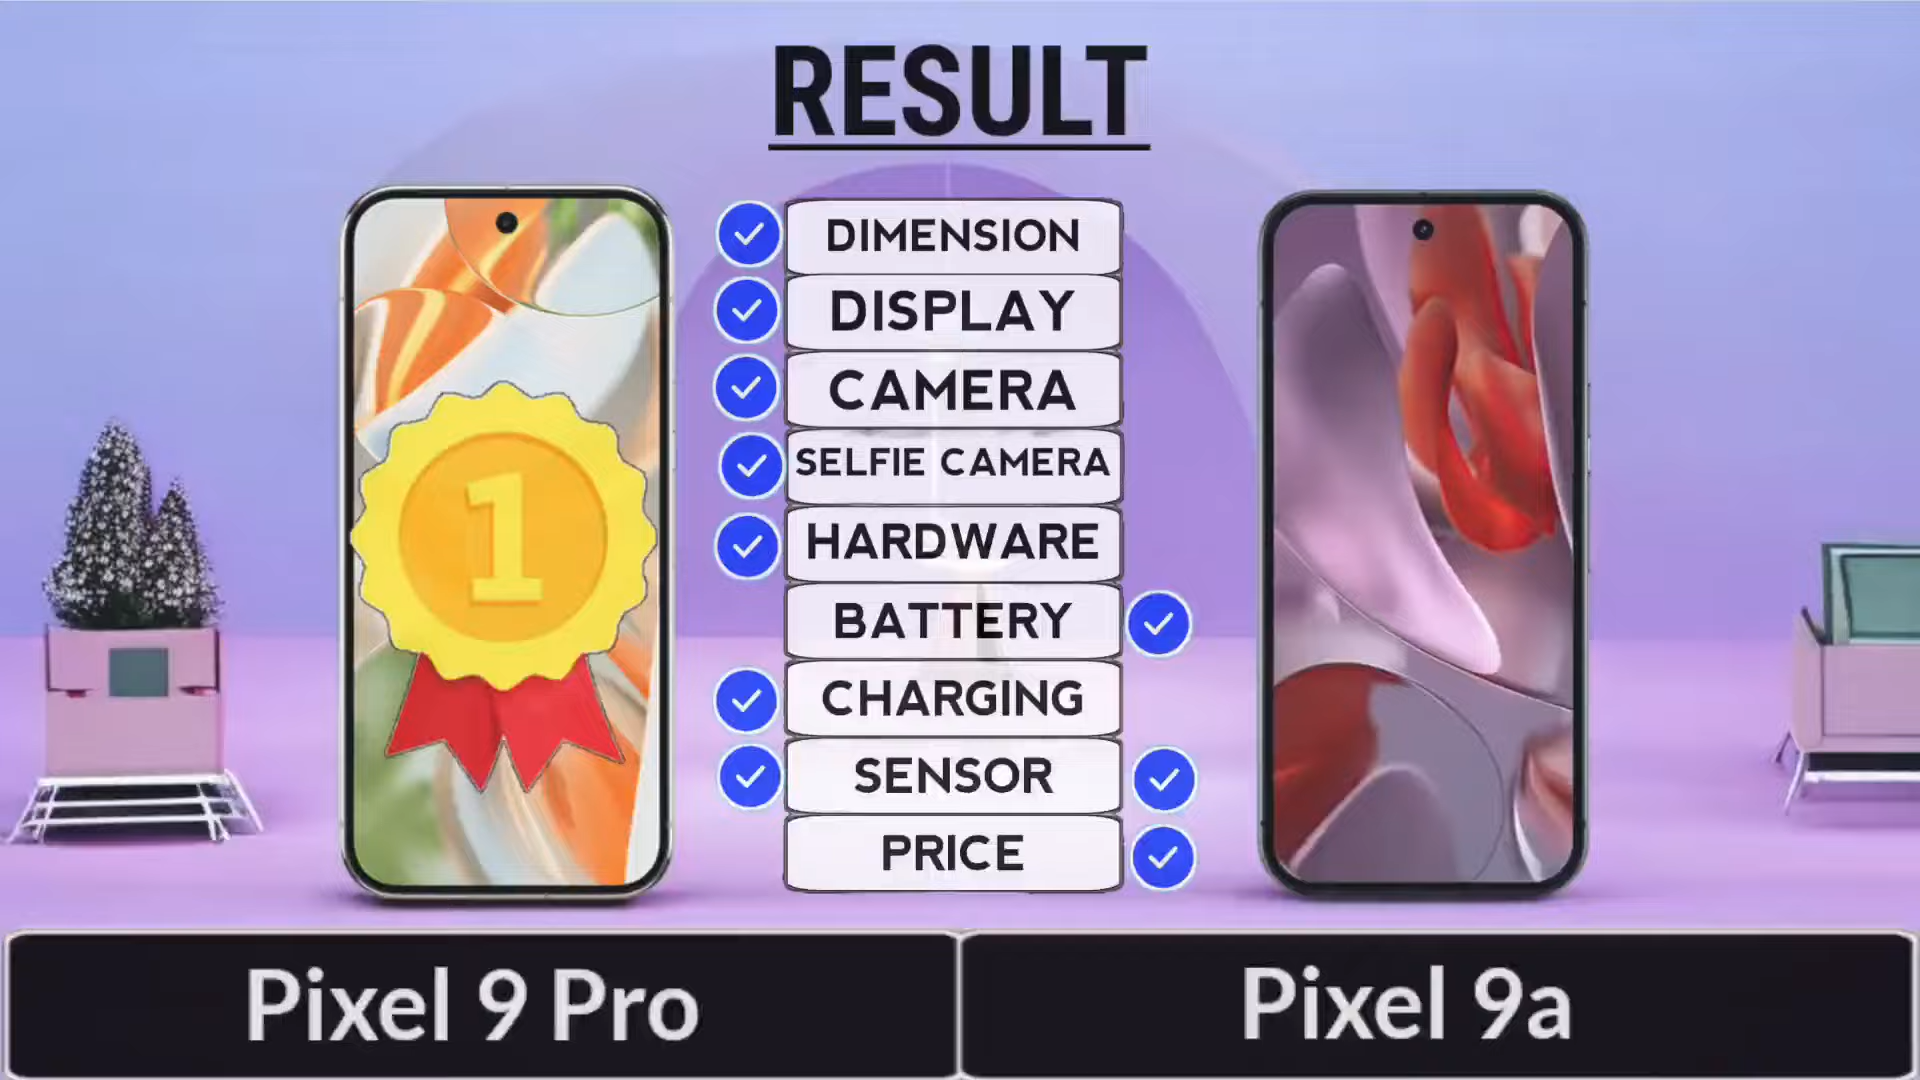 RESULT
DIMENSION
DISPLAY
CAMERA
SELFIE CAMERA
HARDWARE
BATTERY
CHARGING
SENSOR
PRICE
1
Pixel 9 Pro
Pixel 9a